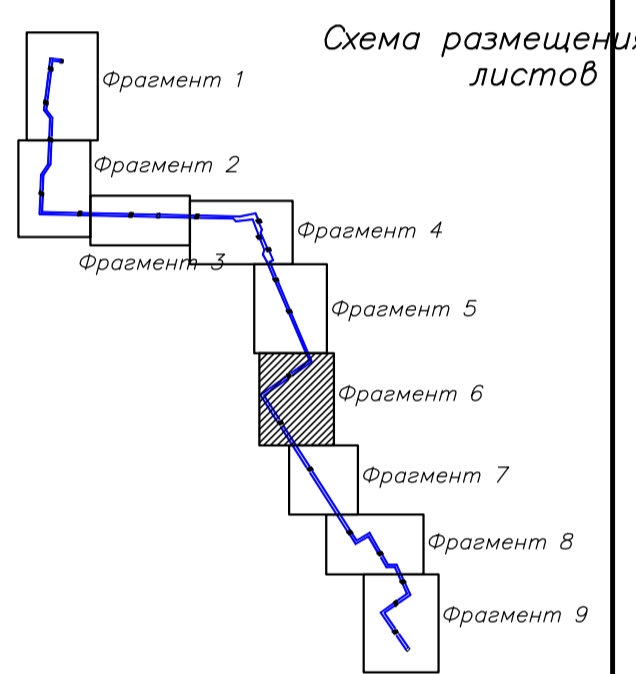 Схема размещения
листов
Фрагмент 1
Фрагмент 2
Фрагмент 3
Фрагмент 4
Фрагмент 5
Фрагмент 6
Фрагмент 7
Фрагмент 8
Фрагмент 9